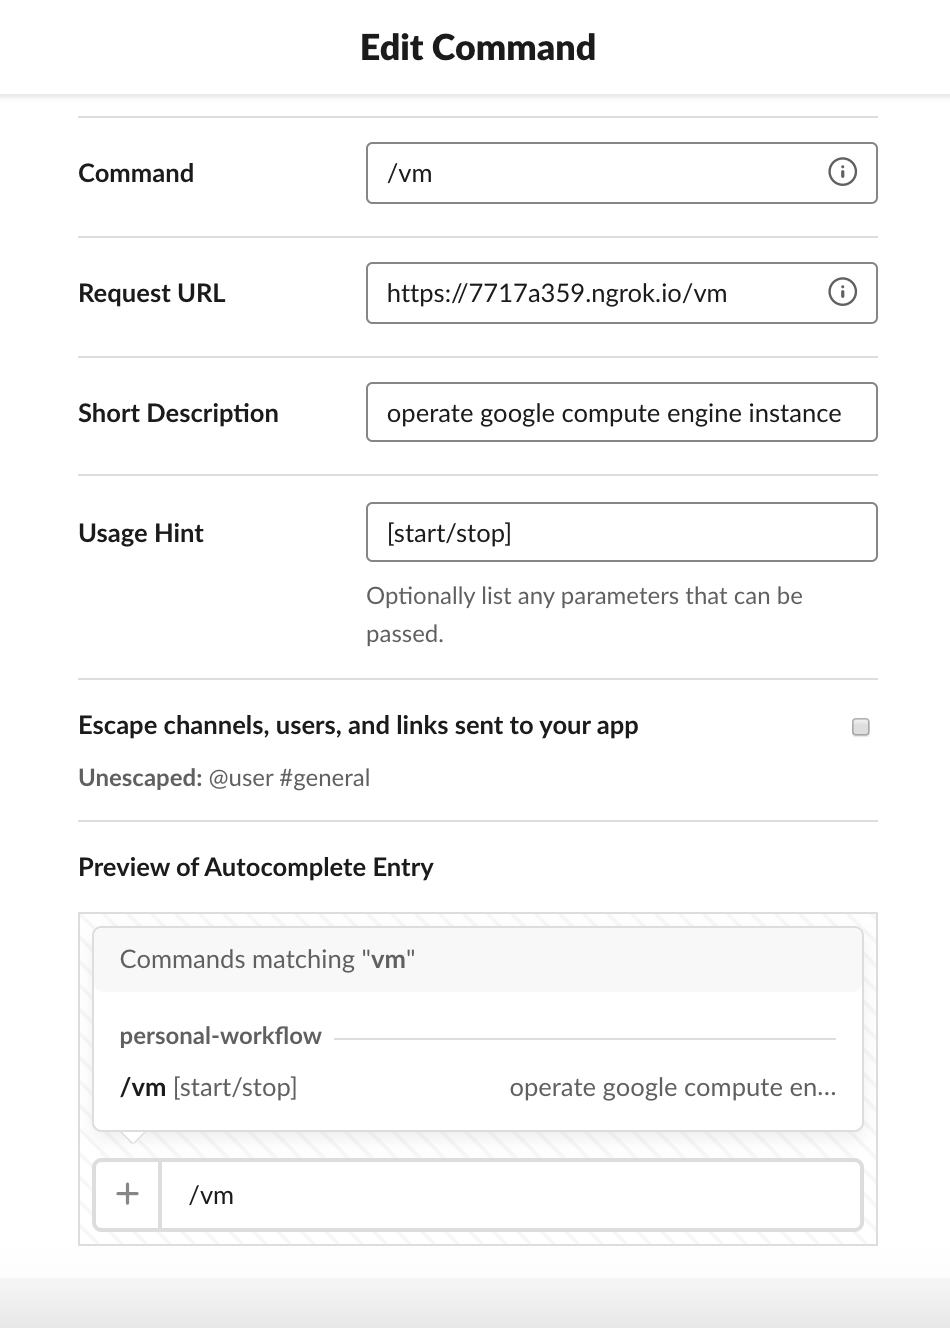 Edit Command
Command
/vm
Request URL
https://7717a359.ngrok.io/vm
Short Description
operate google compute engine instance
Usage Hint
[start/stop]
Optionally list any parameters that can be
passed.
Escape channels, users, and links sent to your app
Unescaped: @user #general
Preview of Autocomplete Entry
Commands matching "vm"
personal-workflow
/vm [start/stop] operate google compute en...
/vm